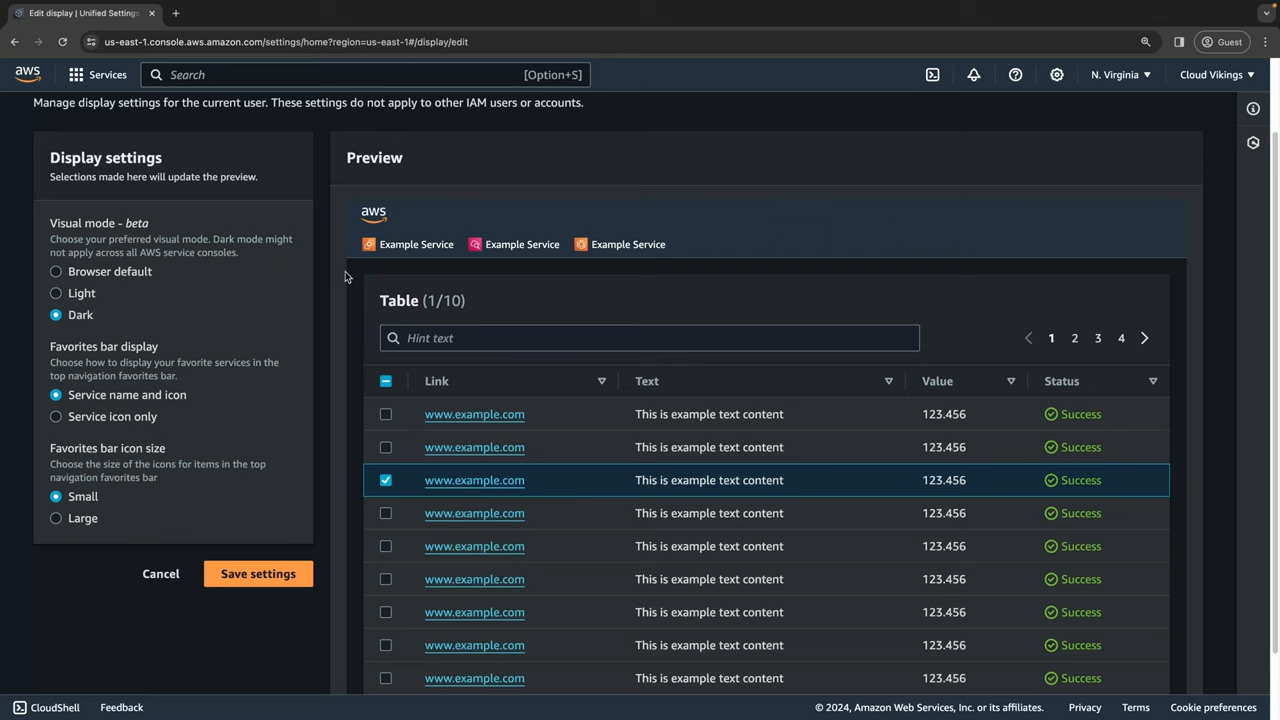 Edit display | Unified Settings
us-east-1.console.aws.amazon.com/settings/home?region=us-east-1#/display/edit
Guest
aws
Services
Search
[Option+S]
N. Virginia
Cloud Vikings
Manage display settings for the current user. These settings do not apply to other IAM users or accounts.
Display settings
Selections made here will update the preview.
Visual mode - beta
Choose your preferred visual mode. Dark mode might
not apply across all AWS service consoles.
Browser default
Light
Dark
Favorites bar display
Choose how to display your favorite services in the
top navigation favorites bar.
Service name and icon
Service icon only
Favorites bar icon size
Choose the size of the icons for items in the top
navigation favorites bar
Small
Large
Cancel
Save settings
Preview
aws
Example Service Example Service Example Service
Table (1/10)
Hint text
1 2 3 4
Link Text Value Status
www.example.com This is example text content 123.456 Success
www.example.com This is example text content 123.456 Success
www.example.com This is example text content 123.456 Success
www.example.com This is example text content 123.456 Success
www.example.com This is example text content 123.456 Success
www.example.com This is example text content 123.456 Success
www.example.com This is example text content 123.456 Success
www.example.com This is example text content 123.456 Success
www.example.com This is example text content 123.456 Success
CloudShell Feedback
© 2024, Amazon Web Services, Inc. or its affiliates. Privacy Terms Cookie preferences